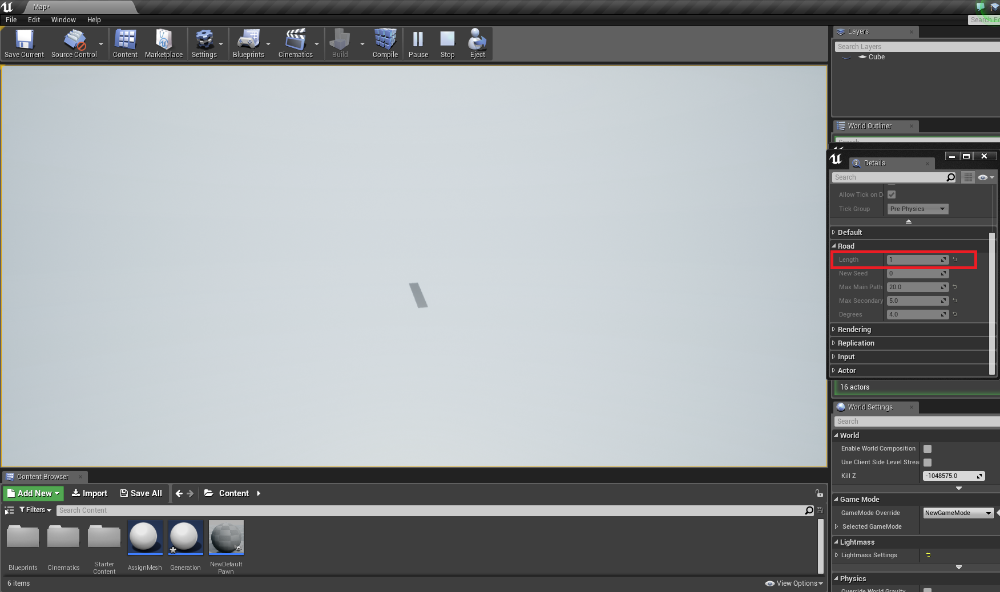 Map*
File Edit Window Help
Search Fo
Save Current Source Control Content Marketplace Settings Blueprints Cinematics Build Compile Pause Stop Eject
Layers
Search Layers
Cube
World Outliner
Search
Details
Search
Allow Tick on D
Tick Group Pre Physics
Default
Road
Length 1
New Seed 0
Max Main Path 20.0
Max Secondary 5.0
Degrees 4.0
Rendering
Replication
Input
Actor
16 actors
World Settings
Search
World
Enable World Composition
Use Client Side Level Strea
Kill Z -1048575.0
Game Mode
GameMode Override NewGameMode
Selected GameMode
Lightmass
Lightmass Settings
Physics
Override World Gravity
Content Browser
Add New Import Save All Content
Filters Search Content
Blueprints Cinematics Starter Content AssignMesh Generation NewDefault Pawn
6 items View Options